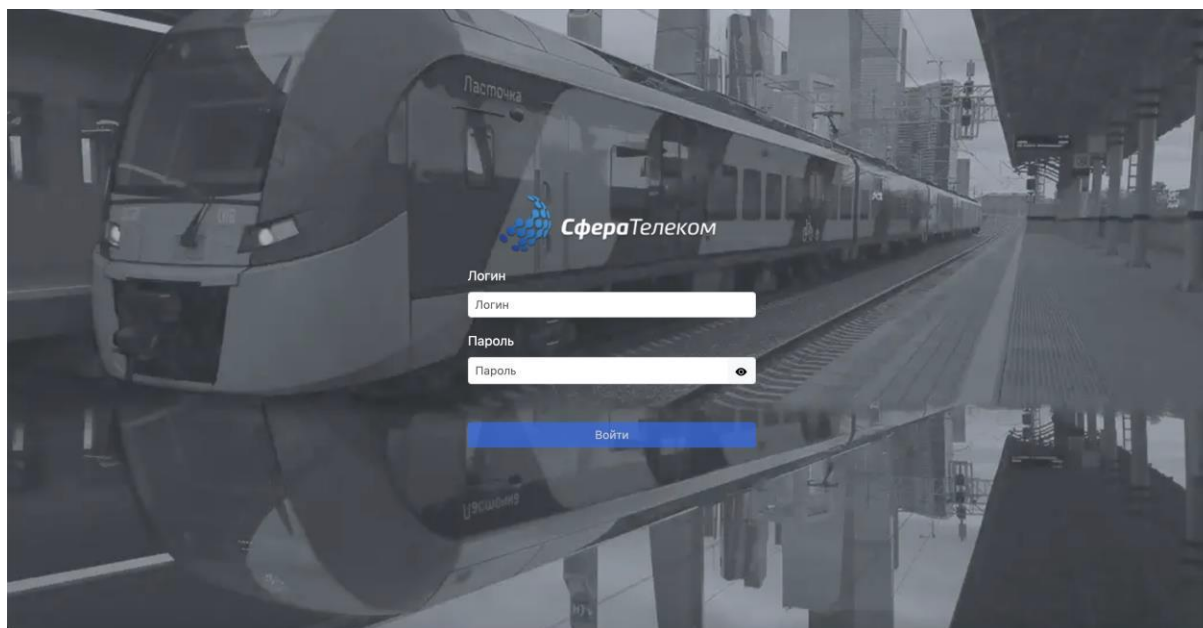 Ласточка
СфераТелеком
Логин
Логин
Пароль
Пароль
Войти